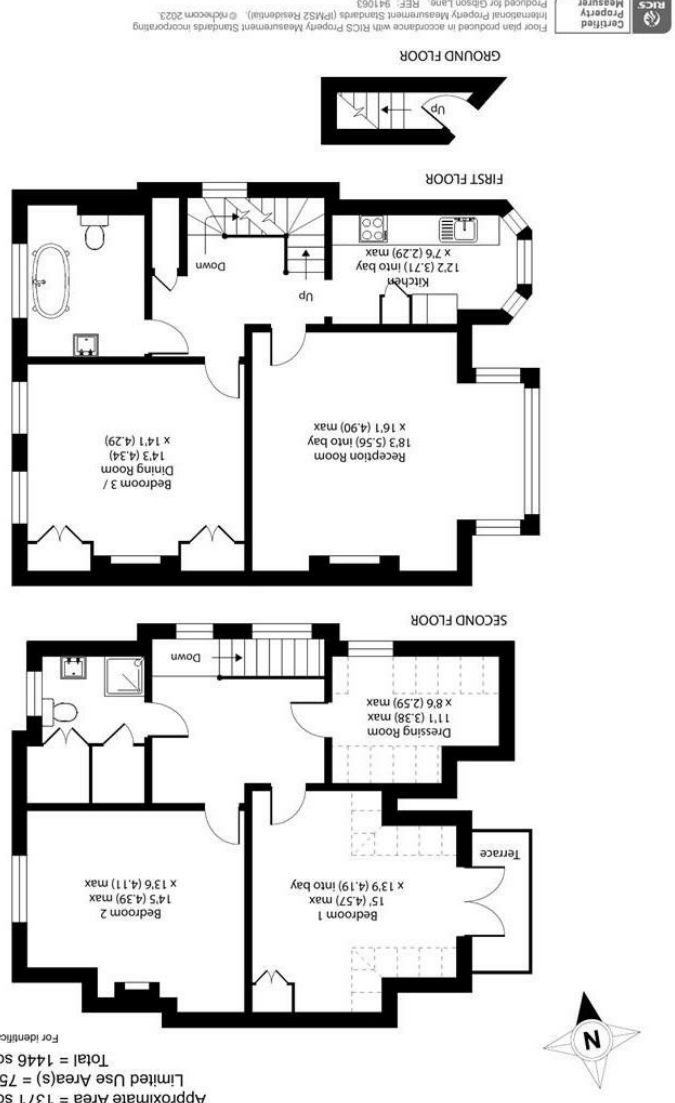 Approximate Area = 1371 sq
Limited Use Area(s) = 75
Total = 1446 sq
For identifica
N
Bedroom 2
14'5 (4.39) max
x 13'6 (4.11) max
Bedroom 1
15' (4.57) max
x 13'9 (4.19) into bay
Terrace
Dressing Room
11'1 (3.38) max
x 8'6 (2.59) max
Down
SECOND FLOOR
Bedroom 3 /
Dining Room
14'3 (4.34)
x 14'1 (4.29)
Reception Room
18'3 (5.56) into bay
x 16'1 (4.90) max
Up
Down
Kitchen
12'2 (3.71) into bay
x 7'6 (2.29) max
FIRST FLOOR
Up
GROUND FLOOR
Certified
Property
Measurer
RICS
Floor plan produced in accordance with RICS Property Measurement Standards incorporating
International Property Measurement Standards (IPMS2 Residential). © nichecom 2023.
Produced for Gibson Lane. REF: 941063